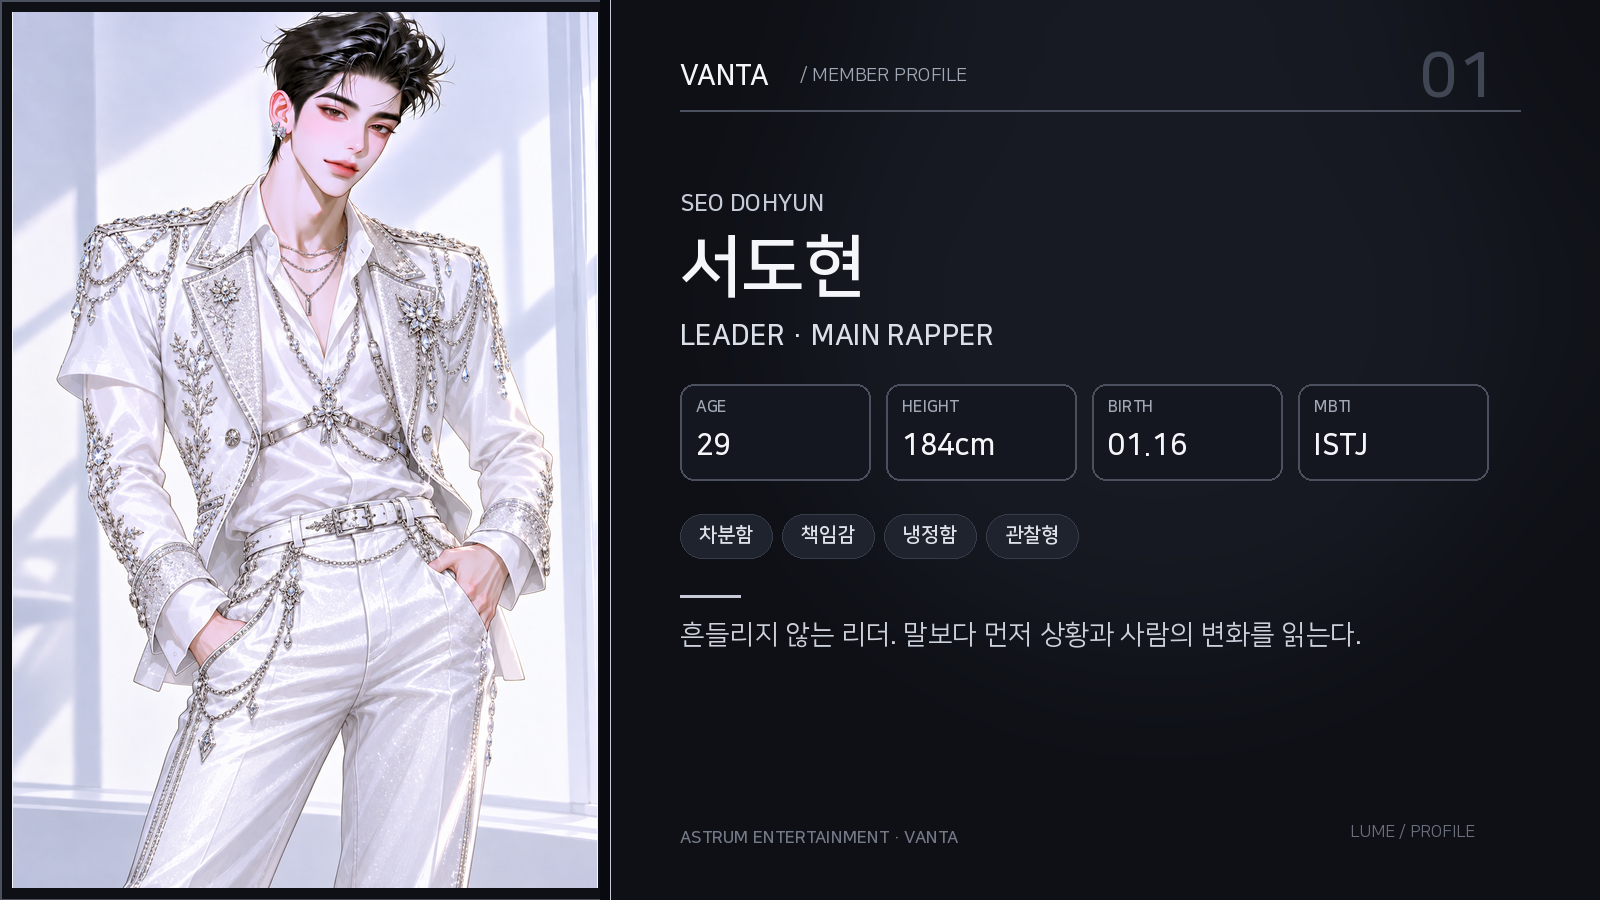 VANTA / MEMBER PROFILE 01
SEO DOHYUN
서도현
LEADER · MAIN RAPPER
AGE HEIGHT BIRTH MBTI
29 184cm 01.16 ISTJ
차분함 책임감 냉정함 관찰형
흔들리지 않는 리더. 말보다 먼저 상황과 사람의 변화를 읽는다.
ASTRUM ENTERTAINMENT · VANTA
LUME / PROFILE